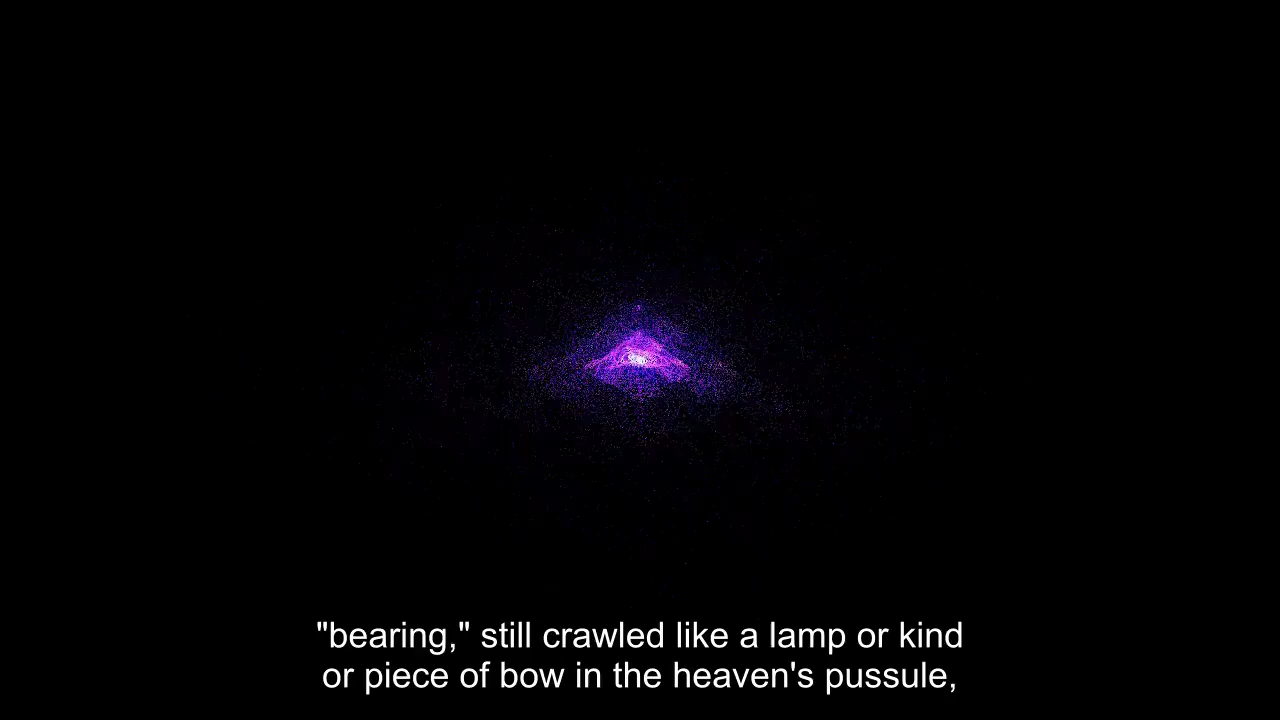 "bearing," still crawled like a lamp or kind
or piece of bow in the heaven's pussule,